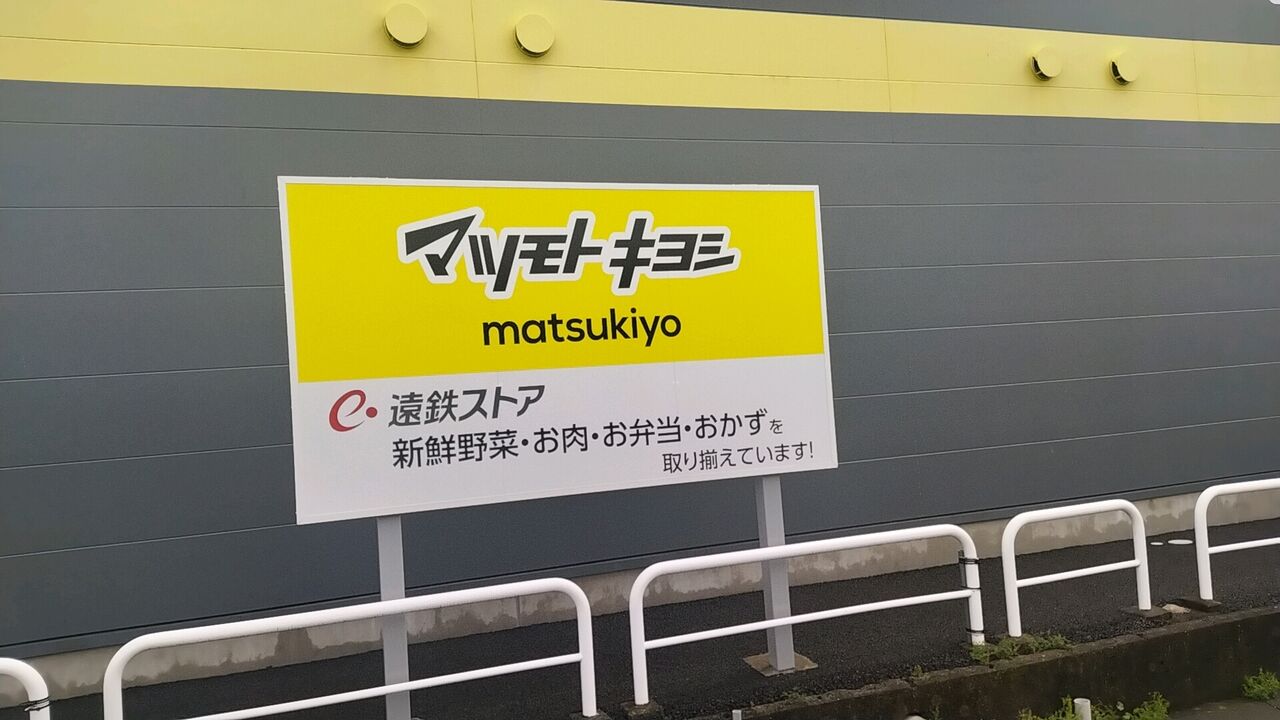 マツモトキヨシ
matsukiyo
遠鉄ストア
新鮮野菜・お肉・お弁当・おかずを
取り揃えています!